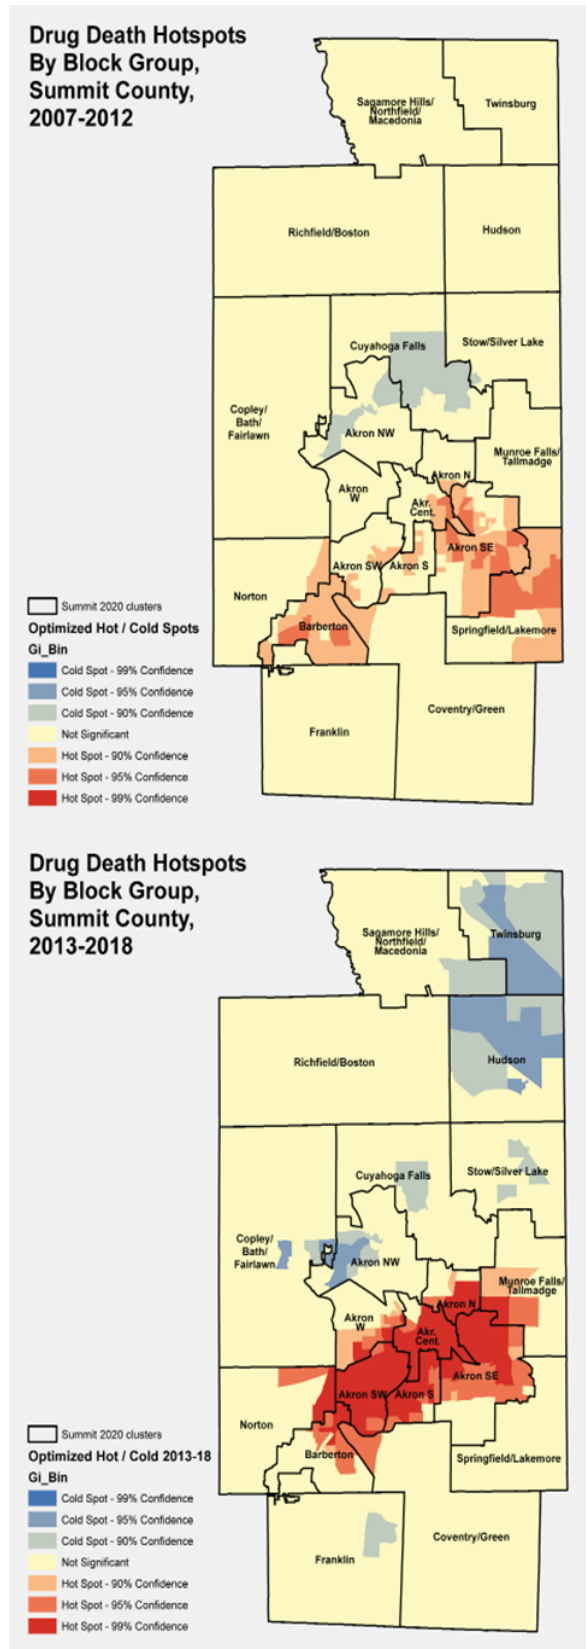 Drug Death Hotspots
By Block Group,
Summit County,
2007-2012
Sagamore Hills/
Northfield/
Macedonia
Twinsburg
Richfield/Boston
Hudson
Cuyahoga Falls
Stow/Silver Lake
Copley/
Bath/
Fairlawn
Akron NW
Munroe Falls/
Tallmadge
Akron N
Akron
W
Akr.
Cent.
Akron SE
Akron SW
Akron S
Norton
Barberton
Springfield/Lakemore
Franklin
Coventry/Green
Summit 2020 clusters
Optimized Hot / Cold Spots
Gi_Bin
Cold Spot - 99% Confidence
Cold Spot - 95% Confidence
Cold Spot - 90% Confidence
Not Significant
Hot Spot - 90% Confidence
Hot Spot - 95% Confidence
Hot Spot - 99% Confidence
Drug Death Hotspots
By Block Group,
Summit County,
2013-2018
Sagamore Hills/
Northfield/
Macedonia
Twinsburg
Richfield/Boston
Hudson
Cuyahoga Falls
Stow/Silver Lake
Copley/
Bath/
Fairlawn
Akron NW
Munroe Falls/
Tallmadge
Akron N
Akron
W
Akr.
Cent.
Akron SE
Akron SW
Akron S
Norton
Barberton
Springfield/Lakemore
Franklin
Coventry/Green
Summit 2020 clusters
Optimized Hot / Cold 2013-18
Gi_Bin
Cold Spot - 99% Confidence
Cold Spot - 95% Confidence
Cold Spot - 90% Confidence
Not Significant
Hot Spot - 90% Confidence
Hot Spot - 95% Confidence
Hot Spot - 99% Confidence